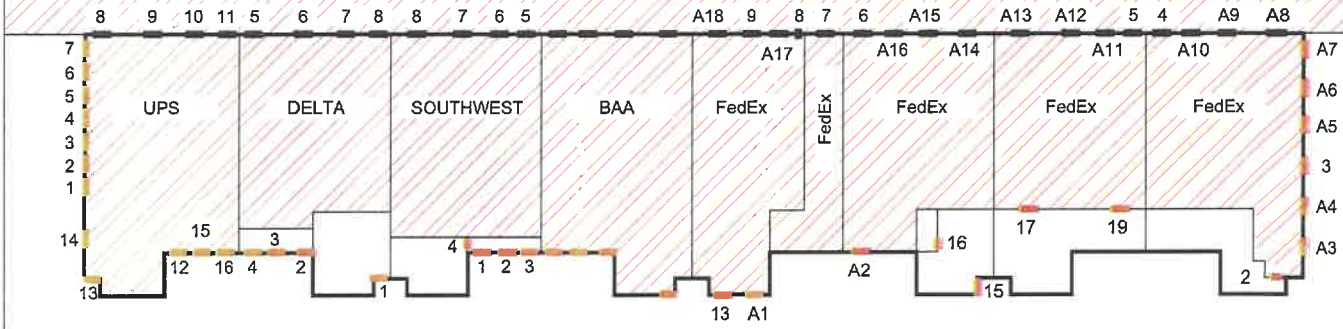 8 9 10 11 5 6 7 8 8 7 6 5 A18 9 8 7 6 A15 A13 A12 5 4 A9 A8
7 A17 A16 A14 A11 A10 A7
6
A6
5 UPS DELTA SOUTHWEST BAA FedEx FedEx FedEx FedEx FedEx
4 A5
3
2 3
1
A4
14 15 3 4 16 17 19 A3
12 16 4 2 1 2 3 A2 2
13 1 15
13 A1